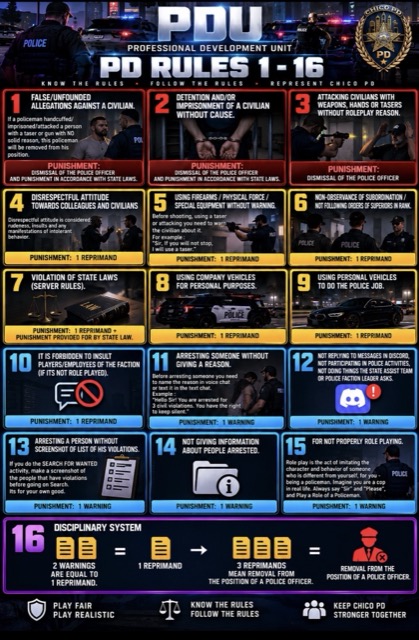 POLICE
PDU
PROFESSIONAL DEVELOPMENT UNIT
PD RULES 1 - 16
CHICO PD
PD
KNOW THE RULES • FOLLOW THE RULES • REPRESENT CHICO PD
1
FALSE/UNFOUNDED
ALLEGATIONS AGAINST A CIVILIAN.
If a policeman handcuffed/
imprisoned/attacked a person
with a taser or gun with NO
solid reason, this policeman
will be removed from his
position.
PUNISHMENT:
DISMISSAL OF THE POLICE OFFICER
AND PUNISHMENT IN ACCORDANCE WITH STATE LAWS.
2
DETENTION AND/OR
IMPRISONMENT OF A CIVILIAN
WITHOUT CAUSE.
PUNISHMENT:
DISMISSAL OF THE POLICE OFFICER
AND PUNISHMENT IN ACCORDANCE WITH STATE LAWS.
3
ATTACKING CIVILIANS WITH
WEAPONS, HANDS OR TASERS
WITHOUT ROLEPLAY REASON.
PUNISHMENT:
DISMISSAL OF THE POLICE OFFICER
4
DISRESPECTFUL ATTITUDE
TOWARDS COLLEAGUES AND CIVILIANS
Disrespectful attitude is considered
rudeness, insults and any
manifestations of intolerant
behavior.
PUNISHMENT: 1 REPRIMAND
5
USING FIREARMS / PHYSICAL FORCE /
SPECIAL EQUIPMENT WITHOUT WARNING.
Before shooting, using a taser
or attacking you need to warn
the civilian about it.
For example :
"Sir, if you will not stop,
I will use a taser."
PUNISHMENT: 1 REPRIMAND
6
NON-OBSERVANCE OF SUBORDINATION /
NOT FOLLOWING ORDERS OF SUPERIORS IN RANK.
POLICE
POLICE
PUNISHMENT: 1 REPRIMAND
7
VIOLATION OF STATE LAWS
(SERVER RULES).
LAW
PUNISHMENT: 1 REPRIMAND +
PUNISHMENT PROVIDED FOR BY STATE LAW.
8
USING COMPANY VEHICLES
FOR PERSONAL PURPOSES.
POLICE
PUNISHMENT: 1 REPRIMAND
9
USING PERSONAL VEHICLES
TO DO THE POLICE JOB.
PUNISHMENT: 1 REPRIMAND
10
IT IS FORBIDDEN TO INSULT
PLAYERS/EMPLOYEES OF THE FACTION
(IF ITS NOT ROLE PLAYED).
PUNISHMENT: 1 WARNING
11
ARRESTING SOMEONE WITHOUT
GIVING A REASON.
Before arresting someone you need
to name the reason in voice chat
or text it in the text chat.
Example :
"Hello Sir! You are arrested for
3 civil violations. You have the right
to keep silent."
PUNISHMENT: 1 WARNING
12
NOT REPLYING TO MESSAGES IN DISCORD,
NOT PARTICIPATING IN POLICE ACTIVITIES,
NOT DOING THINGS THE STATE ASSIST TEAM
OR POLICE FACTION LEADER ASKS.
PUNISHMENT: 1 WARNING
13
ARRESTING A PERSON WITHOUT
SCREENSHOT OF LIST OF HIS VIOLATIONS.
If you do the SEARCH FOR WANTED
activity, make a screenshot of
the people that have violations
before going on Search.
Its for your own good.
PUNISHMENT: 1 WARNING
14
NOT GIVING INFORMATION
ABOUT PEOPLE ARRESTED.
PUNISHMENT: 1 WARNING
15
FOR NOT PROPERLY ROLE PLAYING.
Role play is the act of imitating the
character and behavior of someone
who is different from yourself, for you -
being a policeman. Imagine you are a cop
in real life. Always say "Sir" and "Please",
and Play a Role of a Policeman.
POLICE
PUNISHMENT: 1 WARNING
16
DISCIPLINARY SYSTEM
2 WARNINGS
ARE EQUAL TO
1 REPRIMAND.
=
1 REPRIMAND
3 REPRIMANDS
MEAN REMOVAL FROM
THE POSITION OF A POLICE OFFICER.
=
REMOVAL FROM THE
POSITION OF A POLICE OFFICER.
PLAY FAIR
PLAY REALISTIC
KNOW THE RULES
FOLLOW THE RULES
KEEP CHICO PD
STRONGER TOGETHER